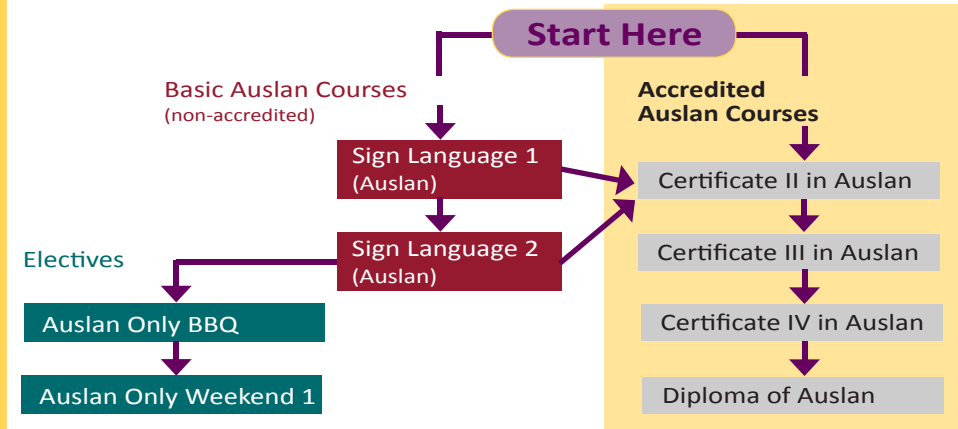 Start Here
Basic Auslan Courses
(non-accredited)
Sign Language 1
(Auslan)
Sign Language 2
(Auslan)
Electives
Auslan Only BBQ
Auslan Only Weekend 1
Accredited
Auslan Courses
Certificate II in Auslan
Certificate III in Auslan
Certificate IV in Auslan
Diploma of Auslan